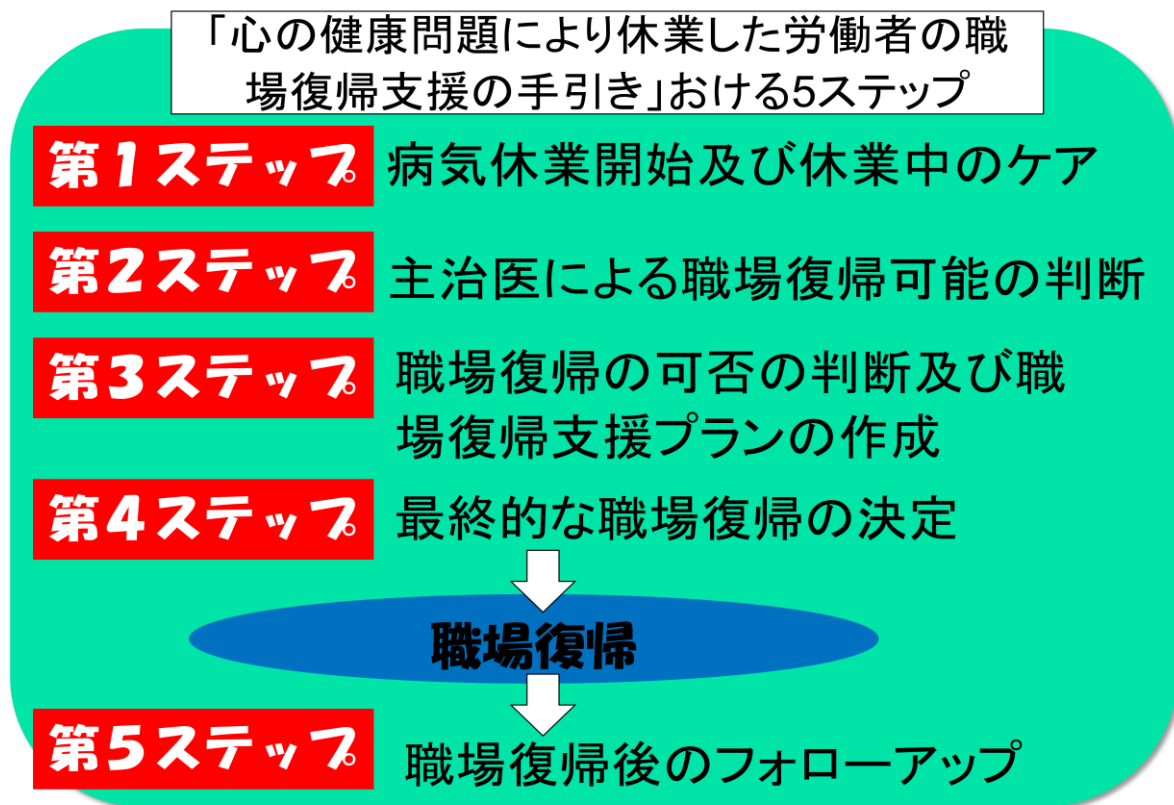 「心の健康問題により休業した労働者の職
場復帰支援の手引き」おける5ステップ
第1ステップ 病気休業開始及び休業中のケア
第2ステップ 主治医による職場復帰可能の判断
第3ステップ 職場復帰の可否の判断及び職
場復帰支援プランの作成
第4ステップ 最終的な職場復帰の決定
職場復帰
第5ステップ 職場復帰後のフォローアップ